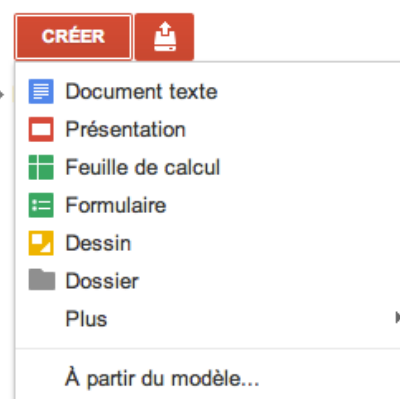 CRÉER
Document texte
Présentation
Feuille de calcul
Formulaire
Dessin
Dossier
Plus
À partir du modèle...